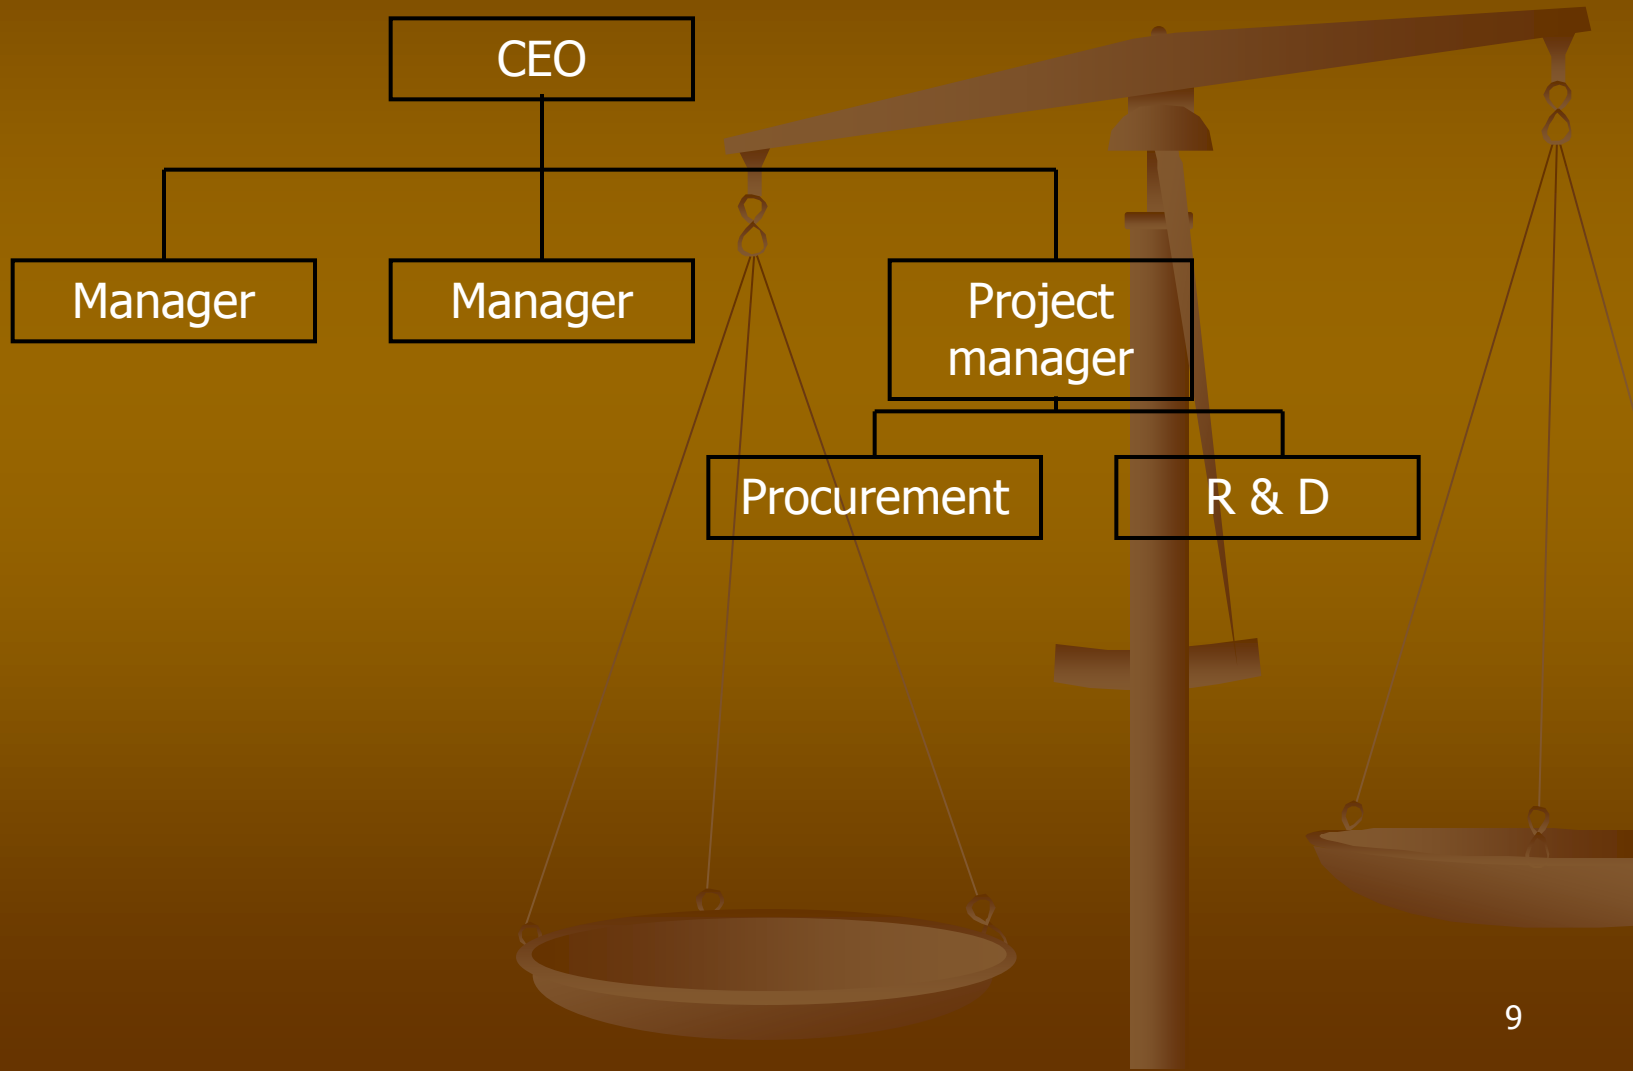 CEO
Manager
Manager
Project
manager
Procurement
R & D
9